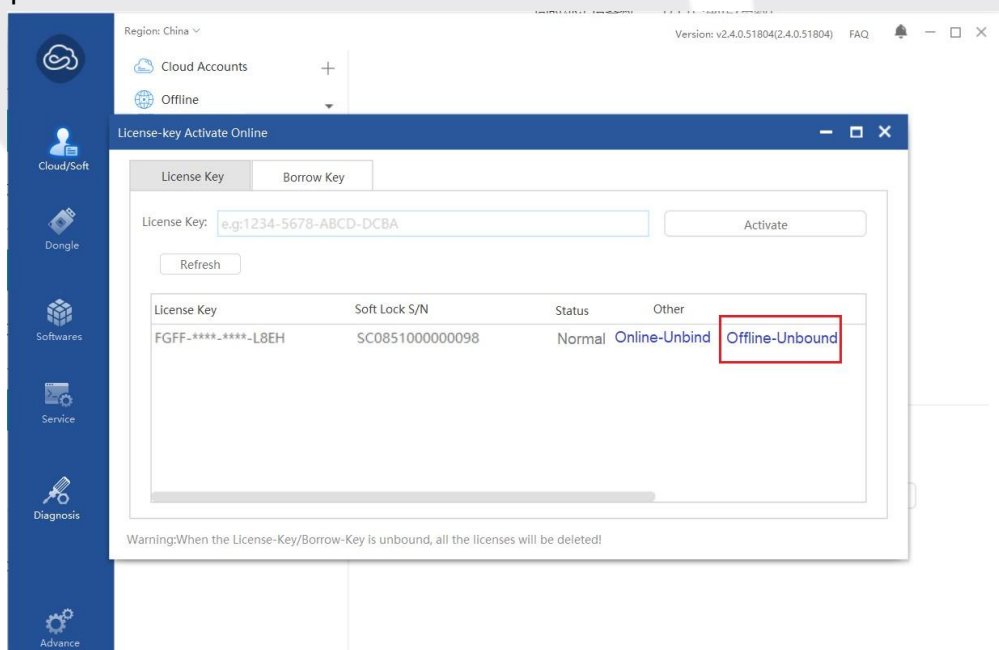 Region: China
Version: v2.4.0.51804(2.4.0.51804) FAQ
Cloud Accounts
Offline
License-key Activate Online
Cloud/Soft
License Key Borrow Key
License Key: e.g:1234-5678-ABCD-DCBA Activate
Dongle
Refresh
License Key Soft Lock S/N Status Other
Softwares
FGFF-****-****-L8EH SC0851000000098 Normal Online-Unbind Offline-Unbound
Service
Diagnosis
Warning:When the License-Key/Borrow-Key is unbound, all the licenses will be deleted!
Advance